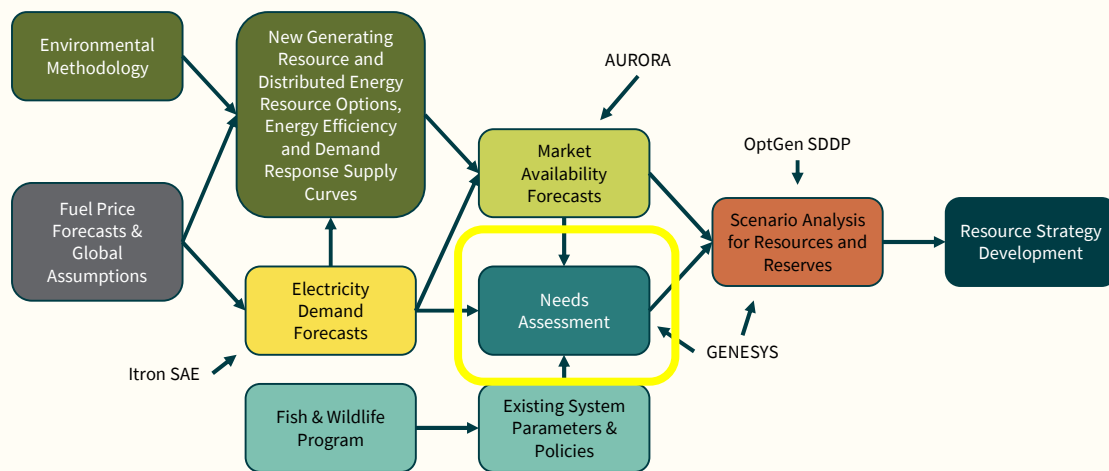 Environmental
Methodology
New Generating
Resource and
Distributed Energy
Resource Options,
Energy Efficiency
and Demand
Response Supply
Curves
AURORA
Market
Availability
Forecasts
OptGen SDDP
Fuel Price
Forecasts &
Global
Assumptions
Scenario Analysis
for Resources and
Reserves
Resource Strategy
Development
Electricity
Demand
Forecasts
Needs
Assessment
GENESYS
Itron SAE
Fish & Wildlife
Program
Existing System
Parameters &
Policies